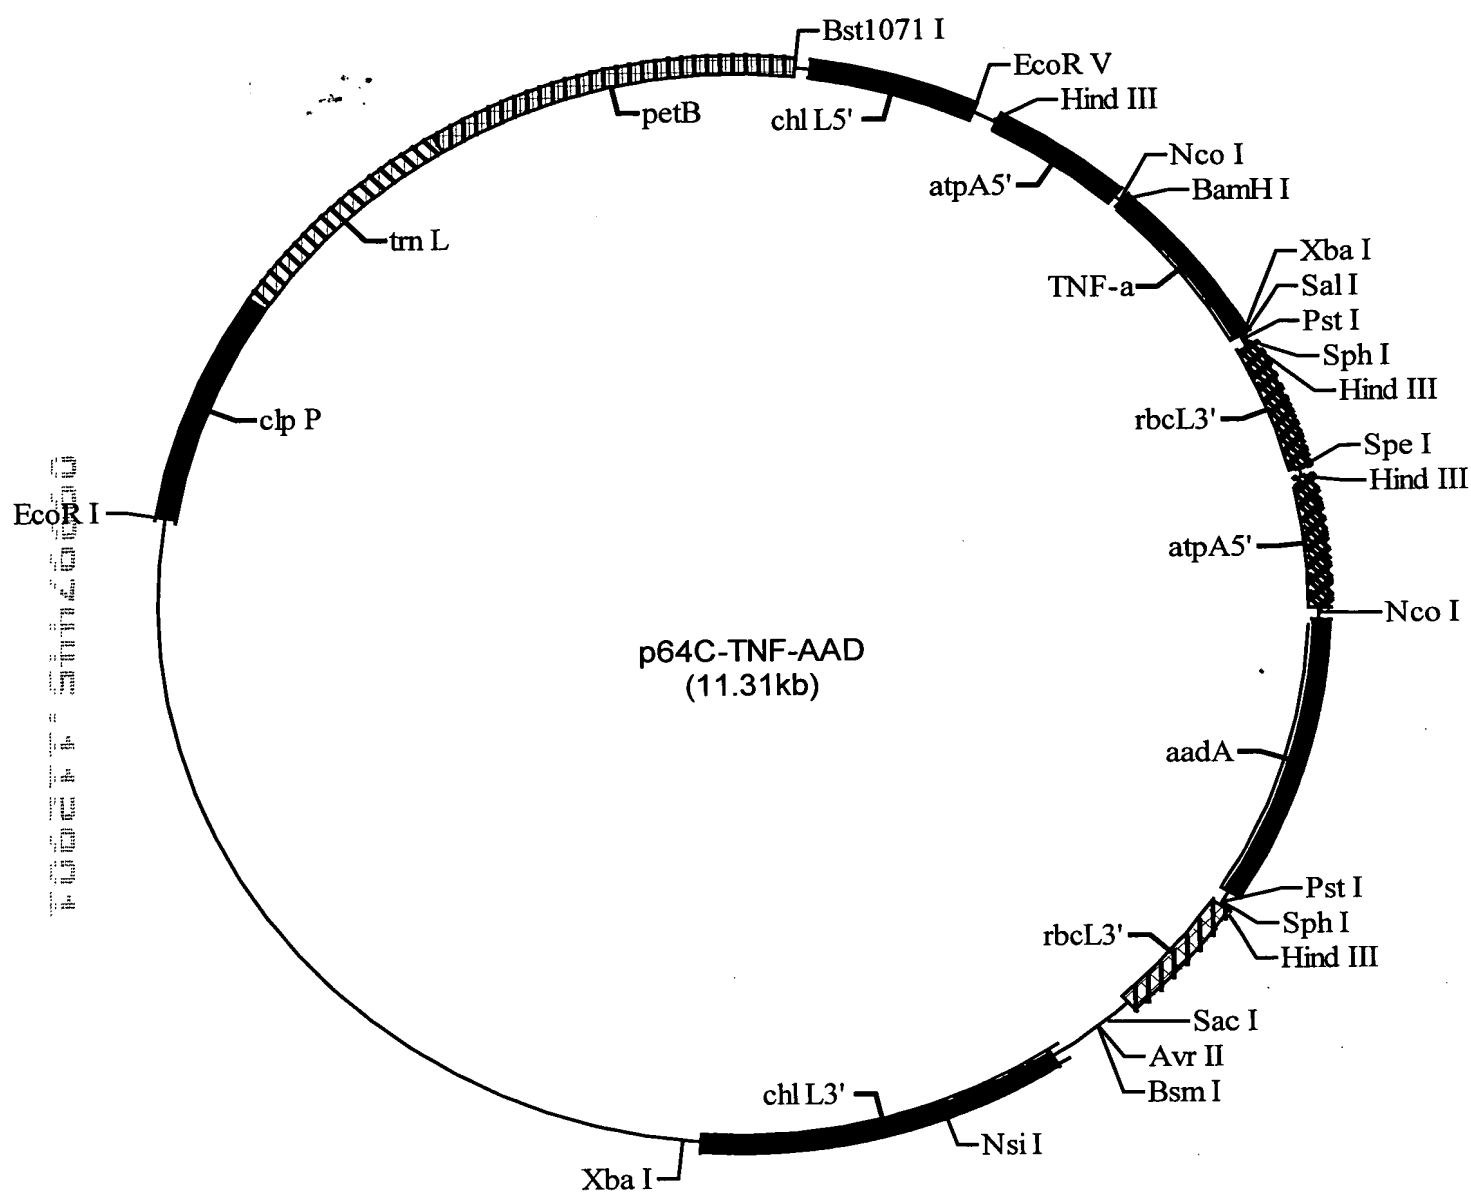 Bst1071 I
EcoR V
Hind III
chl L5'
petB
Nco I
atpA5'
BamH I
trn L
Xba I
TNF-a
Sal I
Pst I
Sph I
Hind III
rbcL3'
clp P
Spe I
Hind III
EcoR I
atpA5'
Nco I
p64C-TNF-AAD
(11.31kb)
aadA
Pst I
Sph I
rbcL3'
Hind III
Sac I
Avr II
Bsm I
chl L3'
Nsi I
Xba I